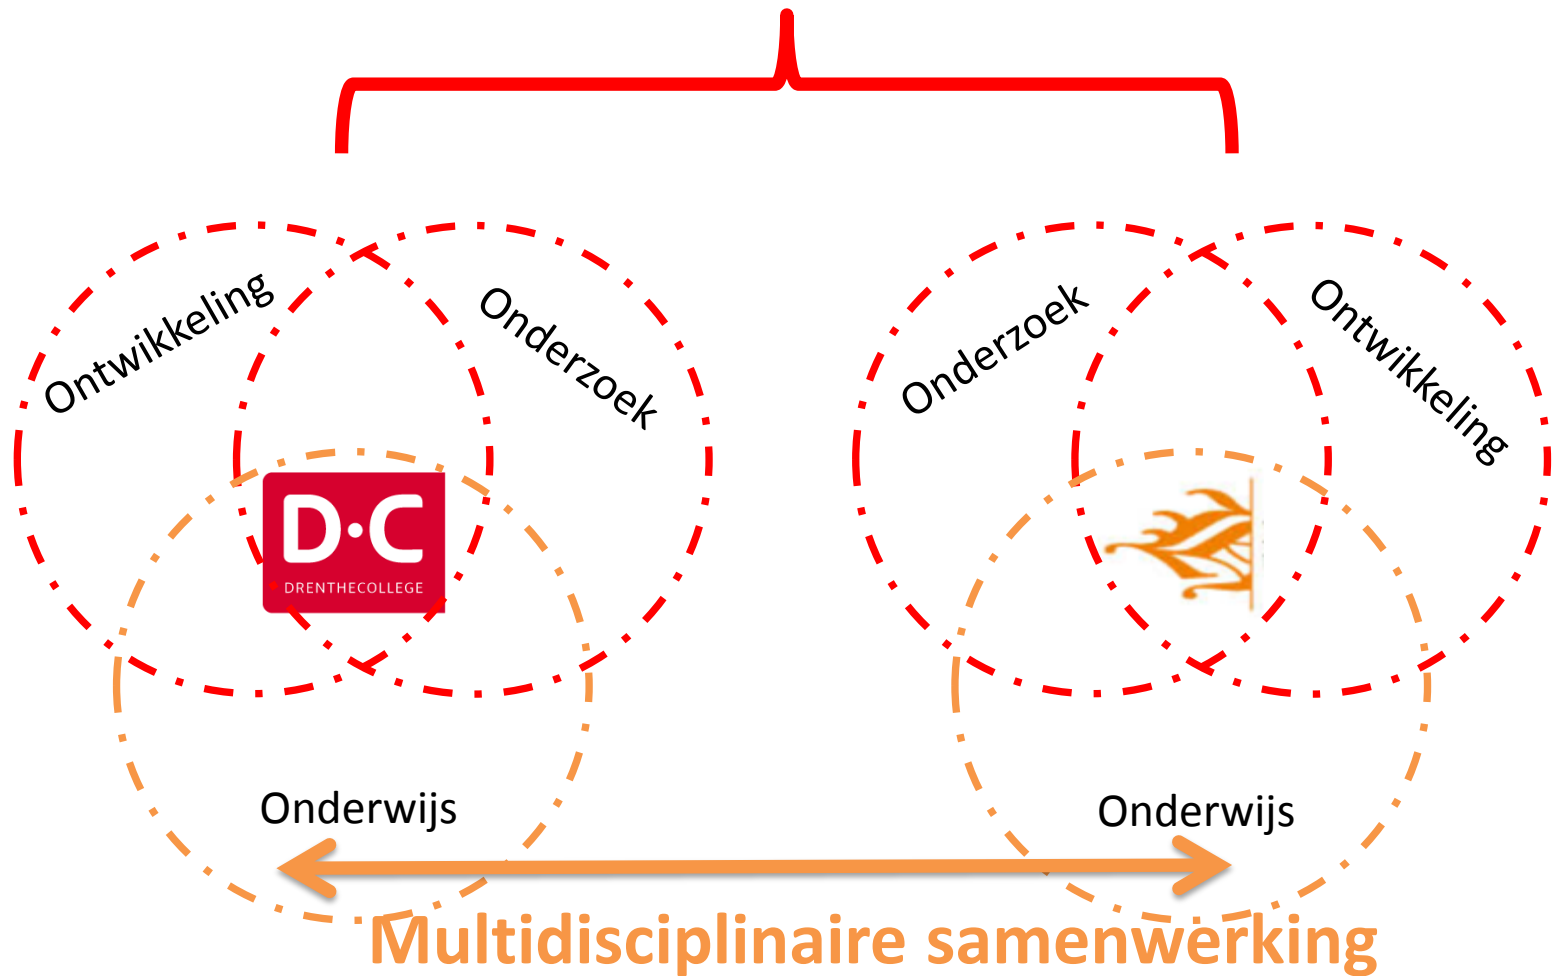 Ontwikkeling
Onderzoek
Onderzoek
Ontwikkeling
D·C
DRENTHECOLLEGE
Onderwijs
Onderwijs
Multidisciplinaire samenwerking